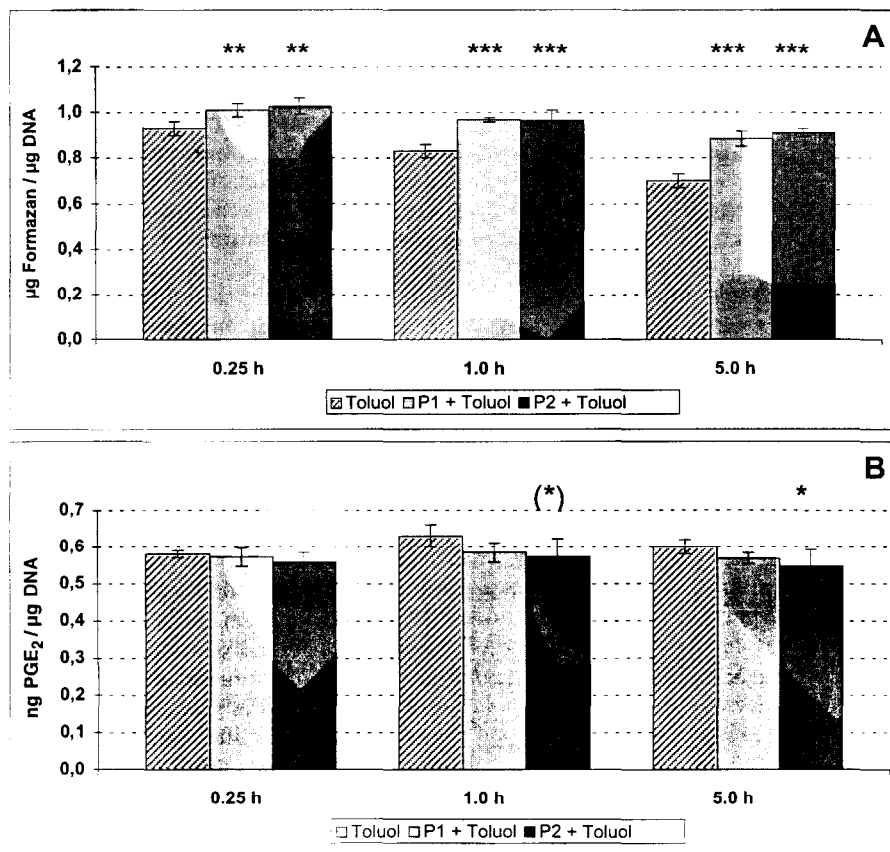 A
** ** *** *** *** ***
1,2
1,0
0,8
0,6
0,4
0,2
0,0
µg Formazan / µg DNA
0.25 h 1.0 h 5.0 h
Toluol P1 + Toluol P2 + Toluol
B
(*) *
0,7
0,6
0,5
0,4
0,3
0,2
0,1
0,0
ng PGE₂ / µg DNA
0.25 h 1.0 h 5.0 h
Toluol P1 + Toluol P2 + Toluol